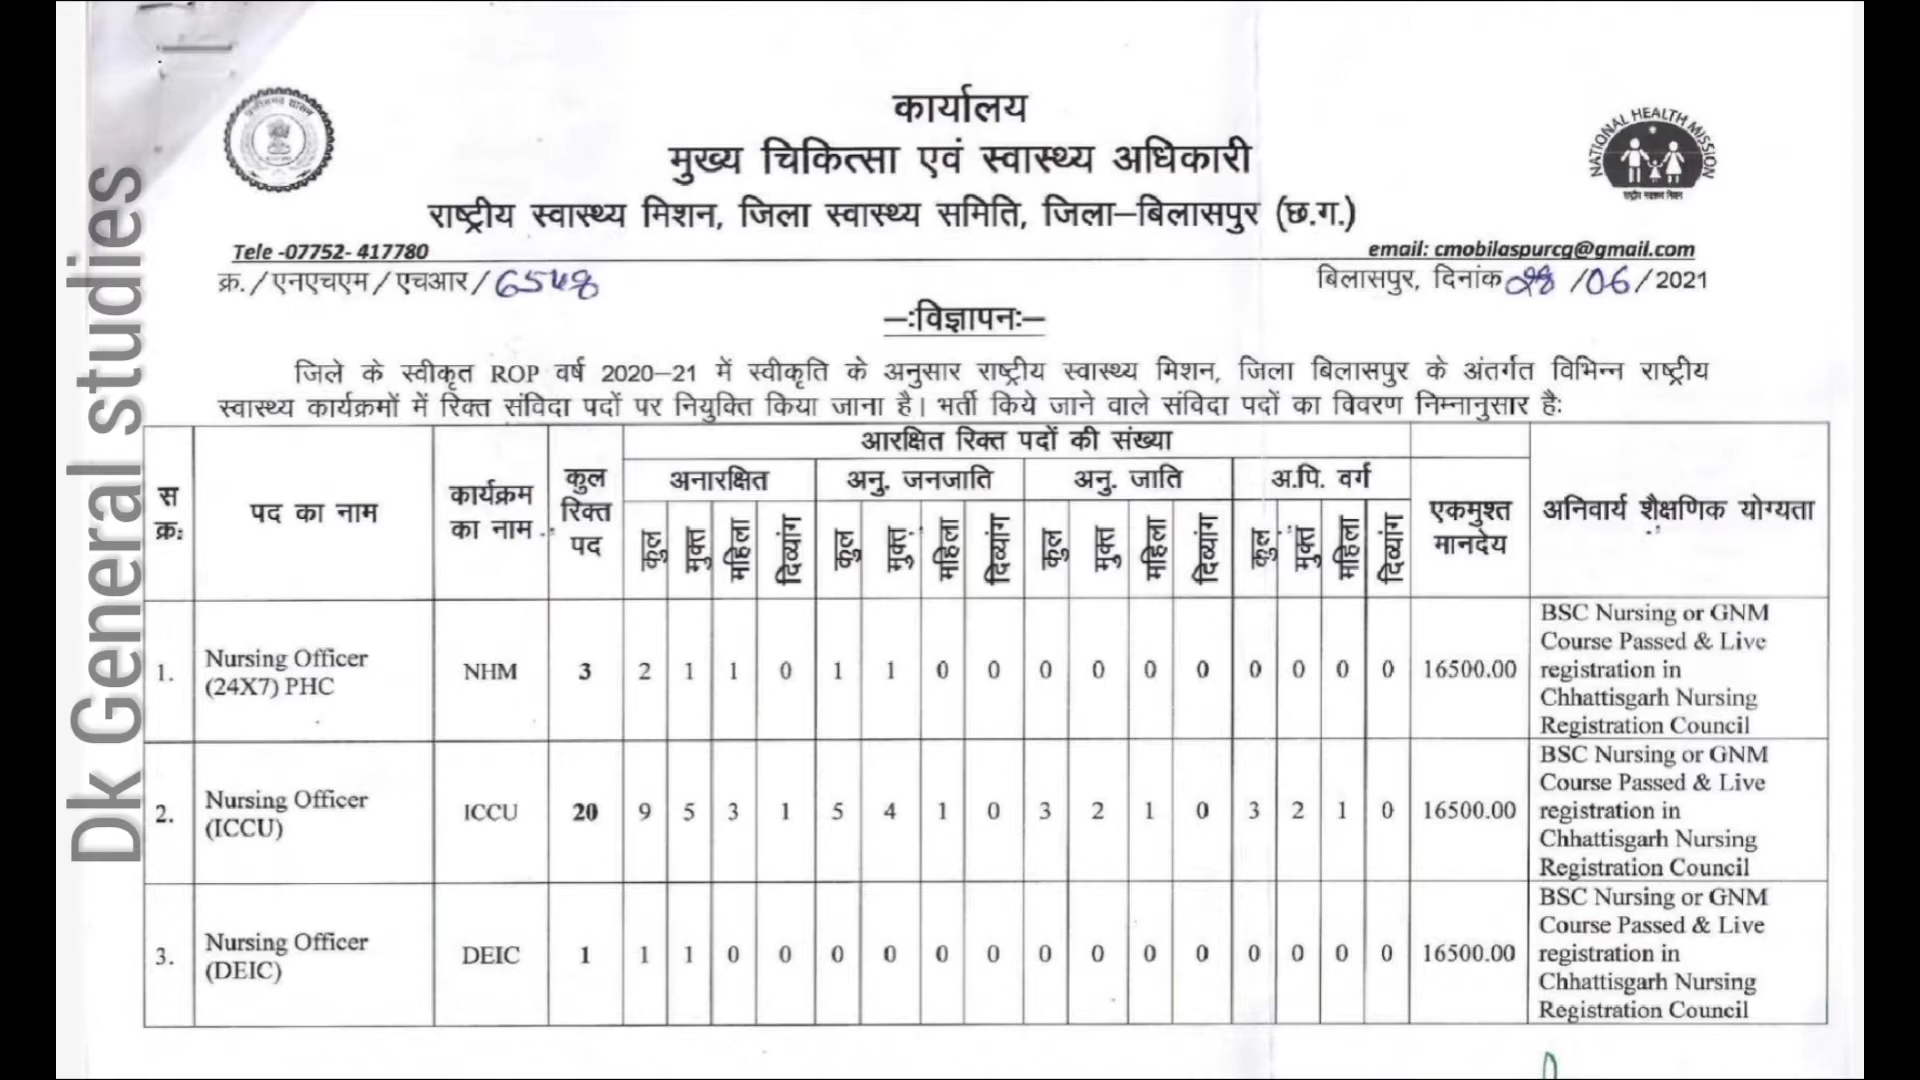 कार्यालय
मुख्य चिकित्सा एवं स्वास्थ्य अधिकारी
राष्ट्रीय स्वास्थ्य मिशन, जिला स्वास्थ्य समिति, जिला–बिलासपुर (छ.ग.)
NATIONAL HEALTH MISSION
Tele -07752- 417780 email: cmobilaspurcg@gmail.com
क्र./एनएचएम/एचआर/6548 बिलासपुर, दिनांक 28/06/2021
–:विज्ञापन:–
जिले के स्वीकृत ROP वर्ष 2020–21 में स्वीकृति के अनुसार राष्ट्रीय स्वास्थ्य मिशन, जिला बिलासपुर के अंतर्गत विभिन्न राष्ट्रीय
स्वास्थ्य कार्यक्रमों में रिक्त संविदा पदों पर नियुक्ति किया जाना है। भर्ती किये जाने वाले संविदा पदों का विवरण निम्नानुसार है:
स क्र: पद का नाम कार्यक्रम का नाम कुल रिक्त पद आरक्षित रिक्त पदों की संख्या एकमुश्त मानदेय अनिवार्य शैक्षणिक योग्यता
अनारक्षित अनु. जनजाति अनु. जाति अ.पि. वर्ग
कुल मुक्त महिला दिव्यांग कुल मुक्त महिला दिव्यांग कुल मुक्त महिला दिव्यांग कुल मुक्त महिला दिव्यांग
1. Nursing Officer (24X7) PHC NHM 3 2 1 1 0 1 1 0 0 0 0 0 0 0 0 0 0 16500.00 BSC Nursing or GNM
Course Passed & Live
registration in
Chhattisgarh Nursing
Registration Council
2. Nursing Officer (ICCU) ICCU 20 9 5 3 1 5 4 1 0 3 2 1 0 3 2 1 0 16500.00 BSC Nursing or GNM
Course Passed & Live
registration in
Chhattisgarh Nursing
Registration Council
3. Nursing Officer (DEIC) DEIC 1 1 1 0 0 0 0 0 0 0 0 0 0 0 0 0 0 16500.00 BSC Nursing or GNM
Course Passed & Live
registration in
Chhattisgarh Nursing
Registration Council
Dk General studies